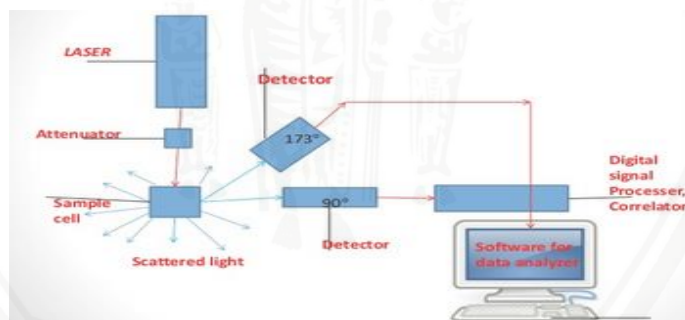 LASER
Detector
Attenuator
173°
Digital
signal
Processer,
Correlator
Sample
cell
90°
Detector
Software for
data analyzer
Scattered light